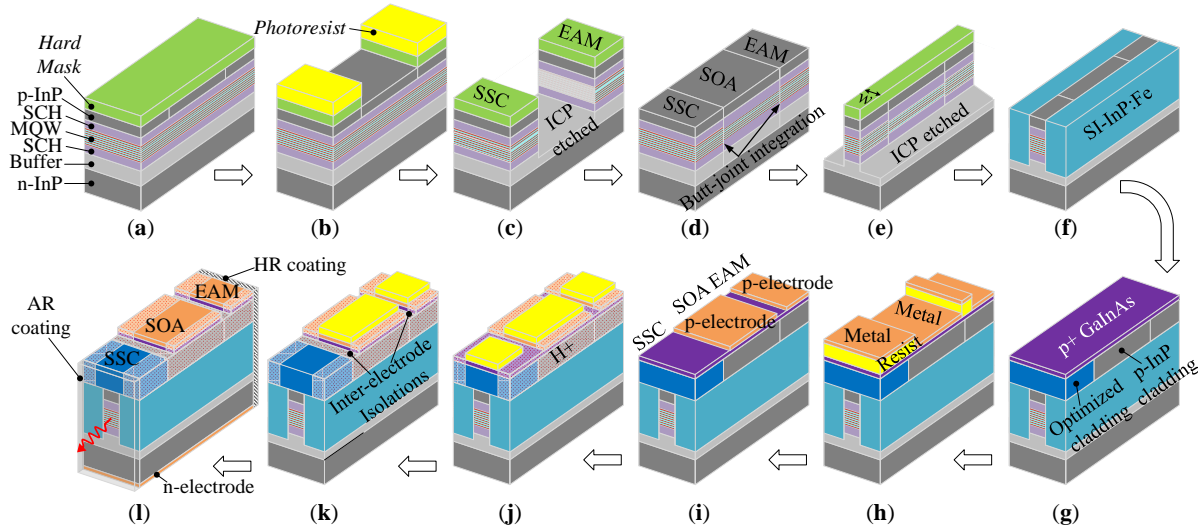 Hard
Mask
p-InP
SCH
MQW
SCH
Buffer
n-InP
(a)
Photoresist
(b)
EAM
SSC
ICP
etched
(c)
EAM
SOA
SSC
Butt-joint integration
(d)
w
ICP etched
(e)
SI-InP:Fe
(f)
HR coating
AR
coating
EAM
SOA
SSC
n-electrode
(l)
Inter-electrode
Isolations
(k)
H+
(j)
SSC SOA EAM
p-electrode
p-electrode
(i)
Metal
Metal
Resist
(h)
p+ GaInAs
Optimized
cladding
p-InP
cladding
(g)